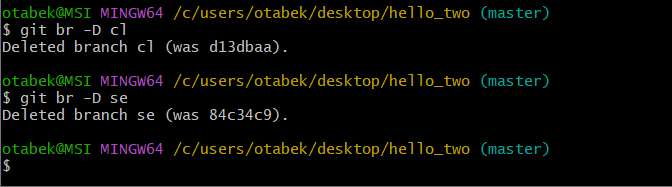 otabek@MSI MINGW64 /c/users/otabek/desktop/hello_two (master)
$ git br -D cl
Deleted branch cl (was d13dbaa).
otabek@MSI MINGW64 /c/users/otabek/desktop/hello_two (master)
$ git br -D se
Deleted branch se (was 84c34c9).
otabek@MSI MINGW64 /c/users/otabek/desktop/hello_two (master)
$